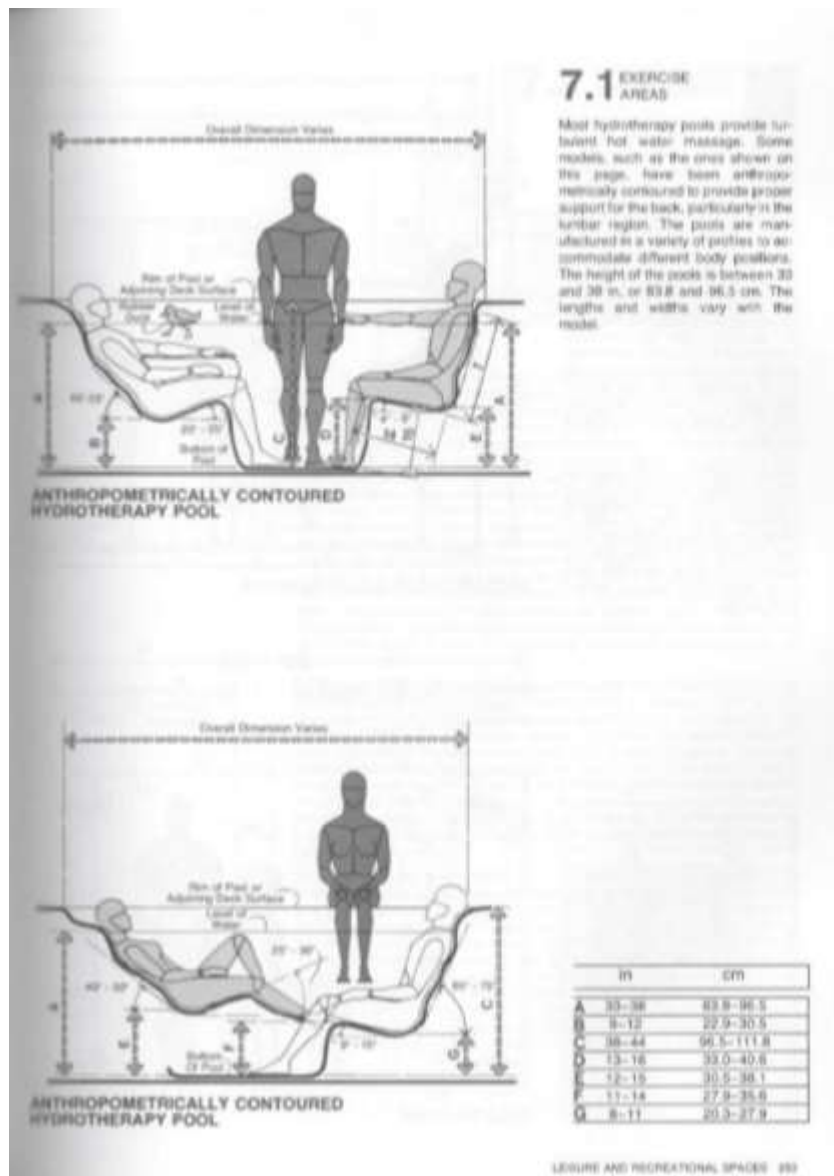 7.1 EXERCISE
AREAS
Most hydrotherapy pools provide tur-
bulent hot water massage. Some
models, such as the ones shown on
this page, have been anthropo-
metrically contoured to provide proper
support for the back, particularly in the
lumbar region. The pools are man-
ufactured in a variety of profiles to ac-
commodate different body positions.
The height of the pools is between 33
and 38 in, or 83.8 and 96.5 cm. The
lengths and widths vary with the
model.
Overall Dimension Varies
Rim of Pool or
Adjoining Deck Surface
Rubber
Duck
Level of
Water
A
B
C
D
E
A
Bottom of
Pool
ANTHROPOMETRICALLY CONTOURED
HYDROTHERAPY POOL
Overall Dimension Varies
Rim of Pool or
Adjoining Deck Surface
Level of
Water
A
E
F
G
C
Bottom
Of Pool
ANTHROPOMETRICALLY CONTOURED
HYDROTHERAPY POOL
in cm
A 33–38 83.8–96.5
B 9–12 22.9–30.5
C 38–44 96.5–111.8
D 13–16 33.0–40.6
E 12–15 30.5–38.1
F 11–14 27.9–35.6
G 8–11 20.3–27.9
LEISURE AND RECREATIONAL SPACES